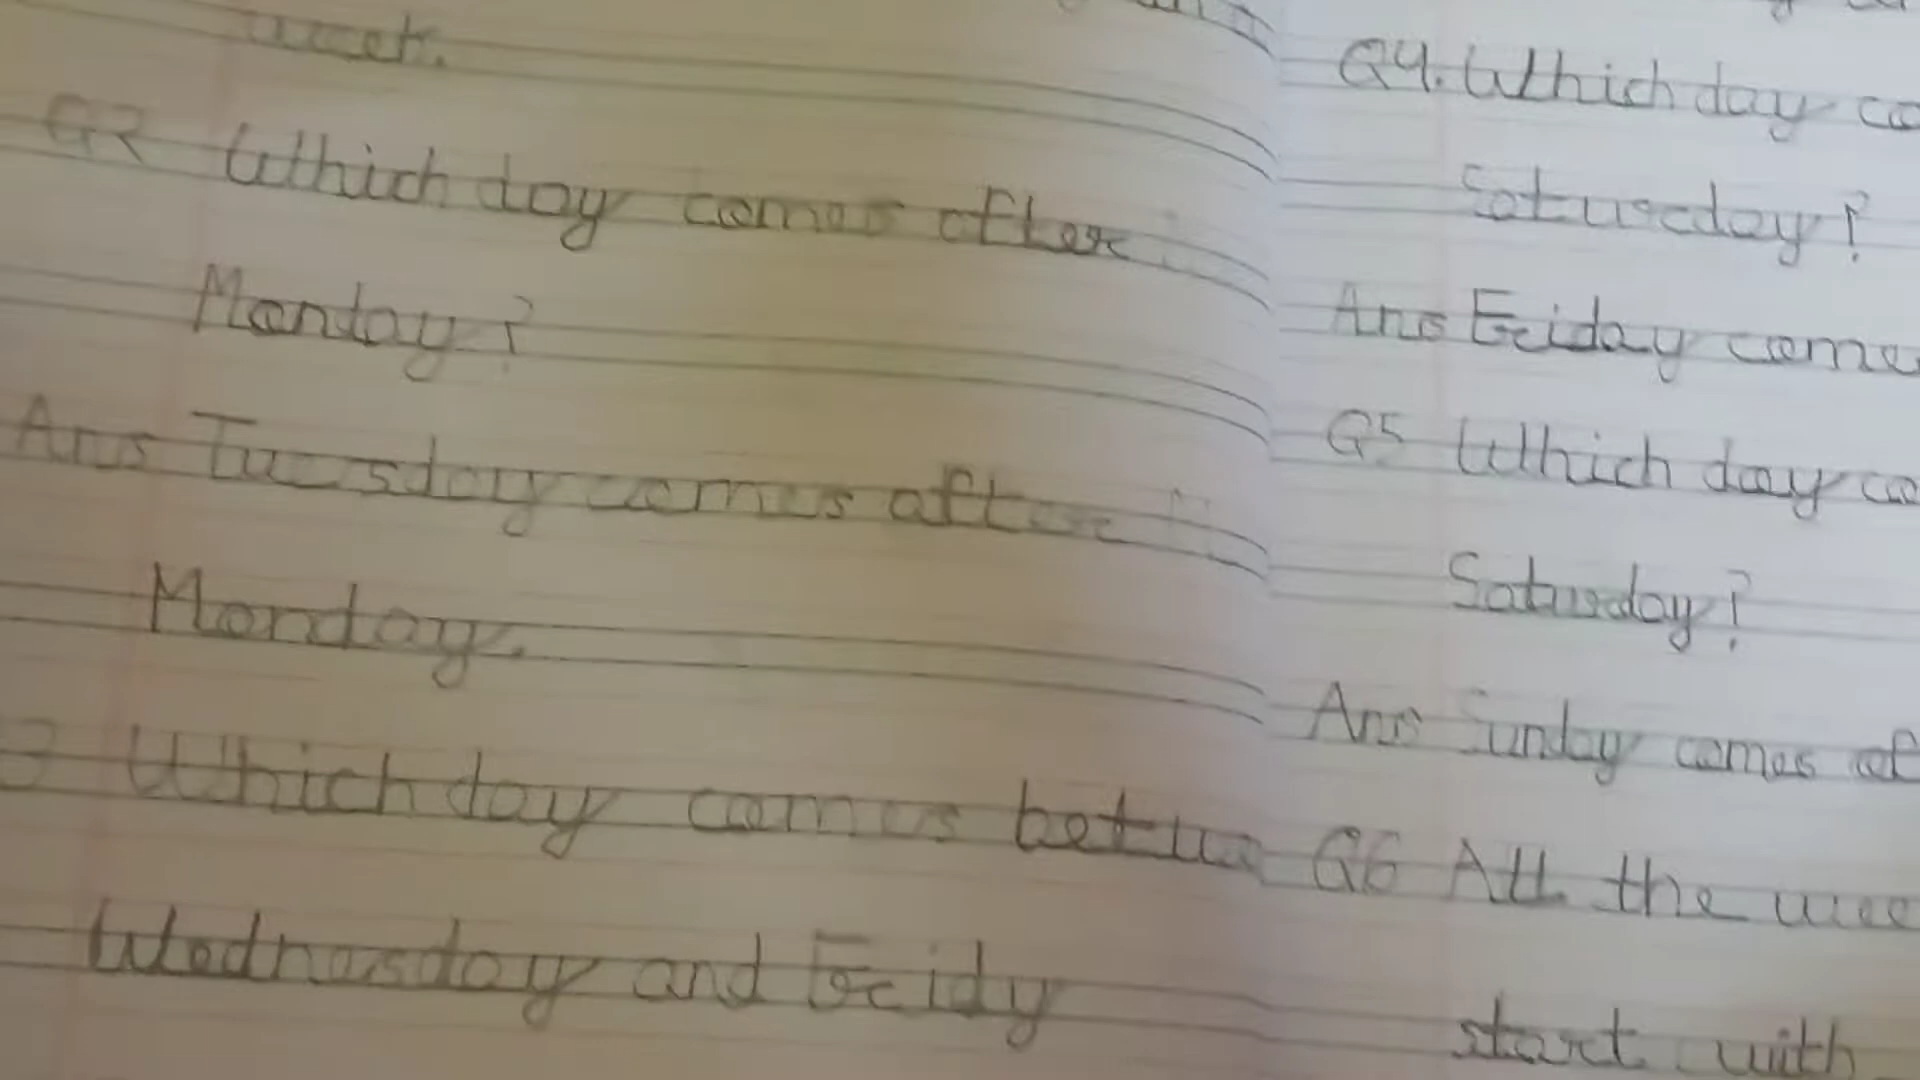 week.
Q2 Which day comes after
Monday?
Ans Tuesday comes after
Monday.
Which day comes betwe
Wednesday and Fridy
Q4. Which day co
Saturday?
Ans Friday come
Q5 Which day co
Saturday?
Ans Sunday comes af
Q6 All the wee
start with